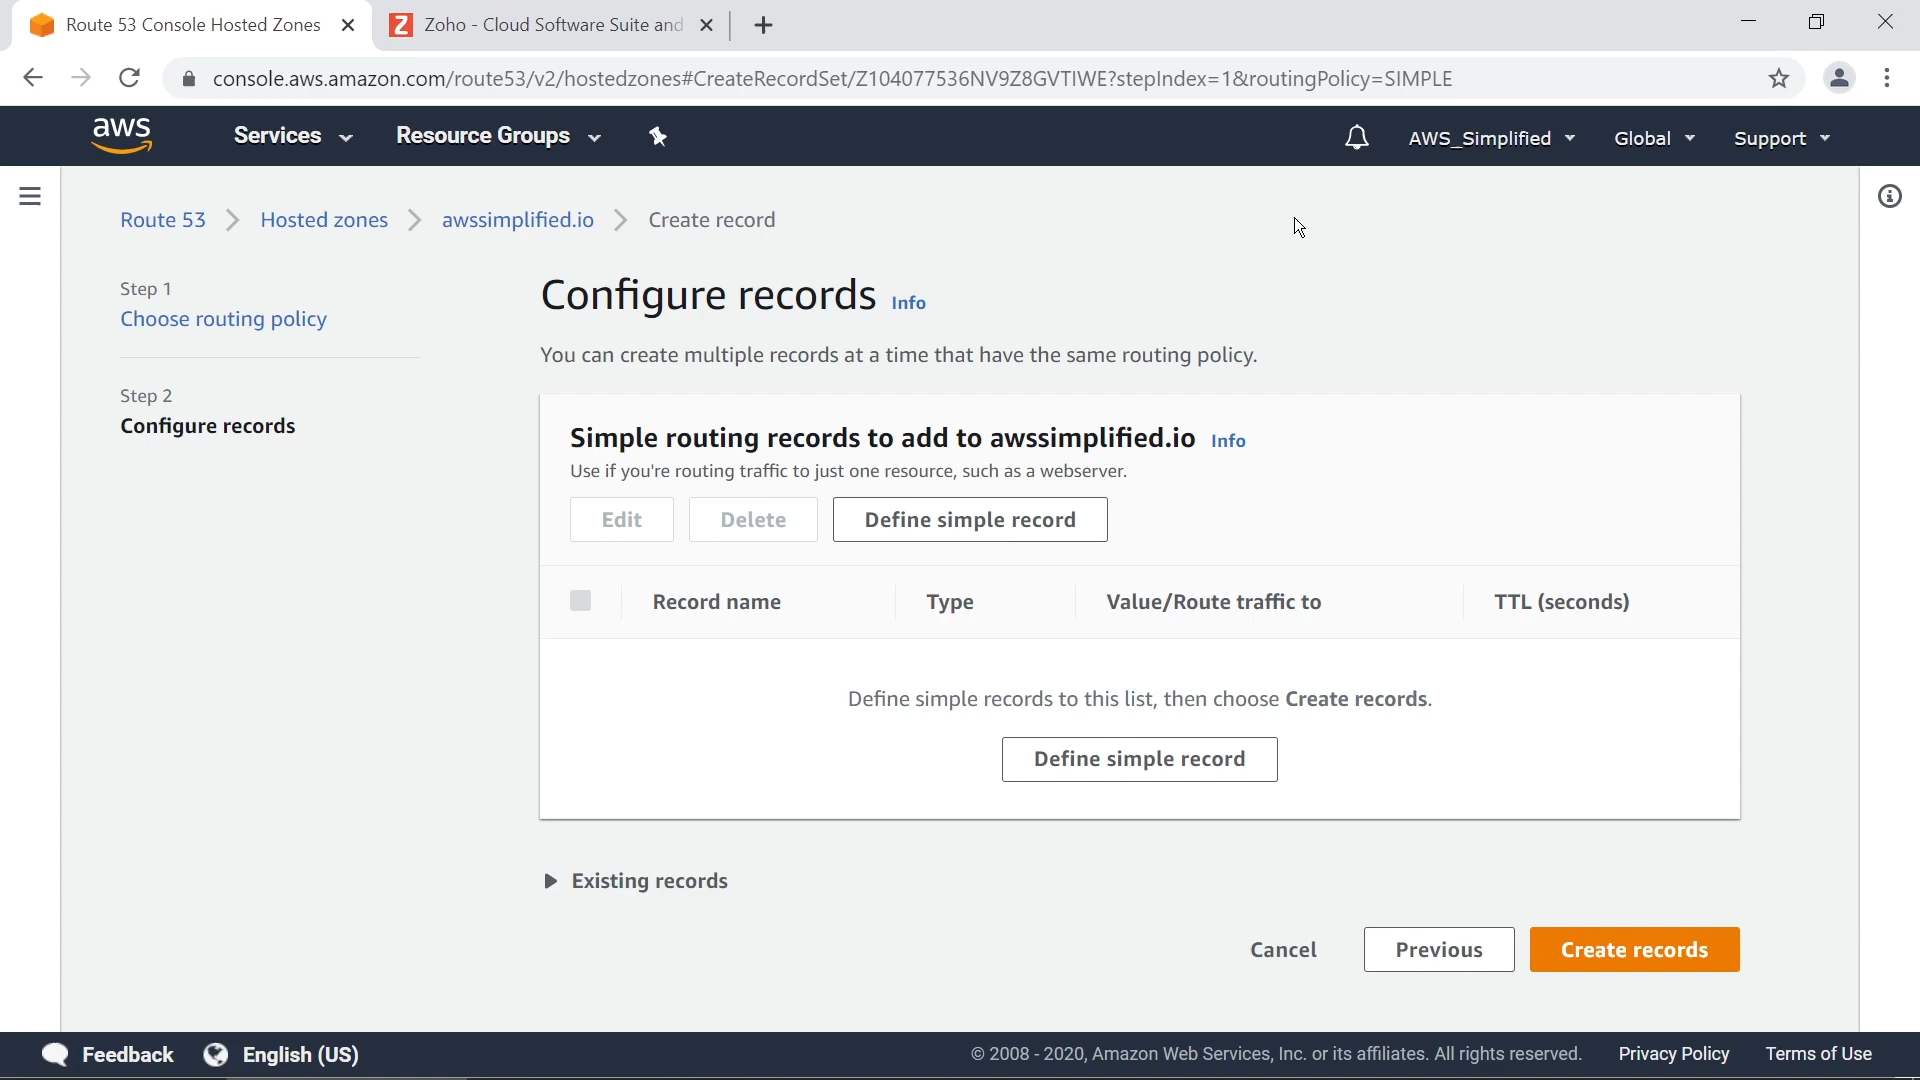 Route 53 Console Hosted Zones
Zoho - Cloud Software Suite and
console.aws.amazon.com/route53/v2/hostedzones#CreateRecordSet/Z104077536NV9Z8GVTIWE?stepIndex=1&routingPolicy=SIMPLE
aws Services Resource Groups AWS_Simplified Global Support
Route 53 Hosted zones awssimplified.io Create record
Step 1
Choose routing policy
Step 2
Configure records
Configure records Info
You can create multiple records at a time that have the same routing policy.
Simple routing records to add to awssimplified.io Info
Use if you're routing traffic to just one resource, such as a webserver.
Edit Delete Define simple record
Record name Type Value/Route traffic to TTL (seconds)
Define simple records to this list, then choose Create records.
Define simple record
Existing records
Cancel Previous Create records
Feedback English (US) © 2008 - 2020, Amazon Web Services, Inc. or its affiliates. All rights reserved. Privacy Policy Terms of Use